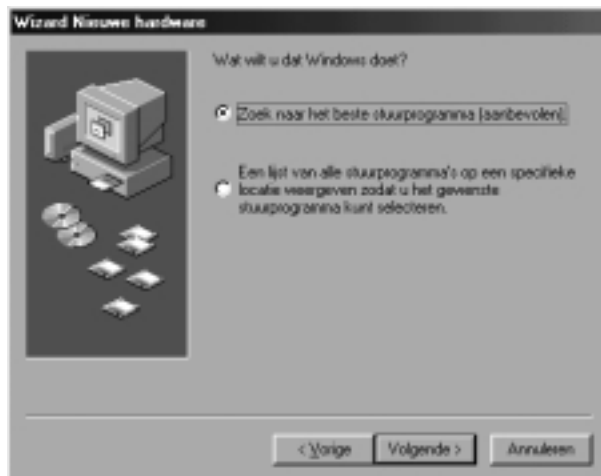 Wizard Nieuwe hardware
Wat wilt u dat Windows doet?
Zoek naar het beste stuurprogramma (aanbevolen).
Een lijst van alle stuurprogramma's op een specifieke
locatie weergeven zodat u het gewenste
stuurprogramma kunt selecteren.
< Vorige
Volgende >
Annuleren